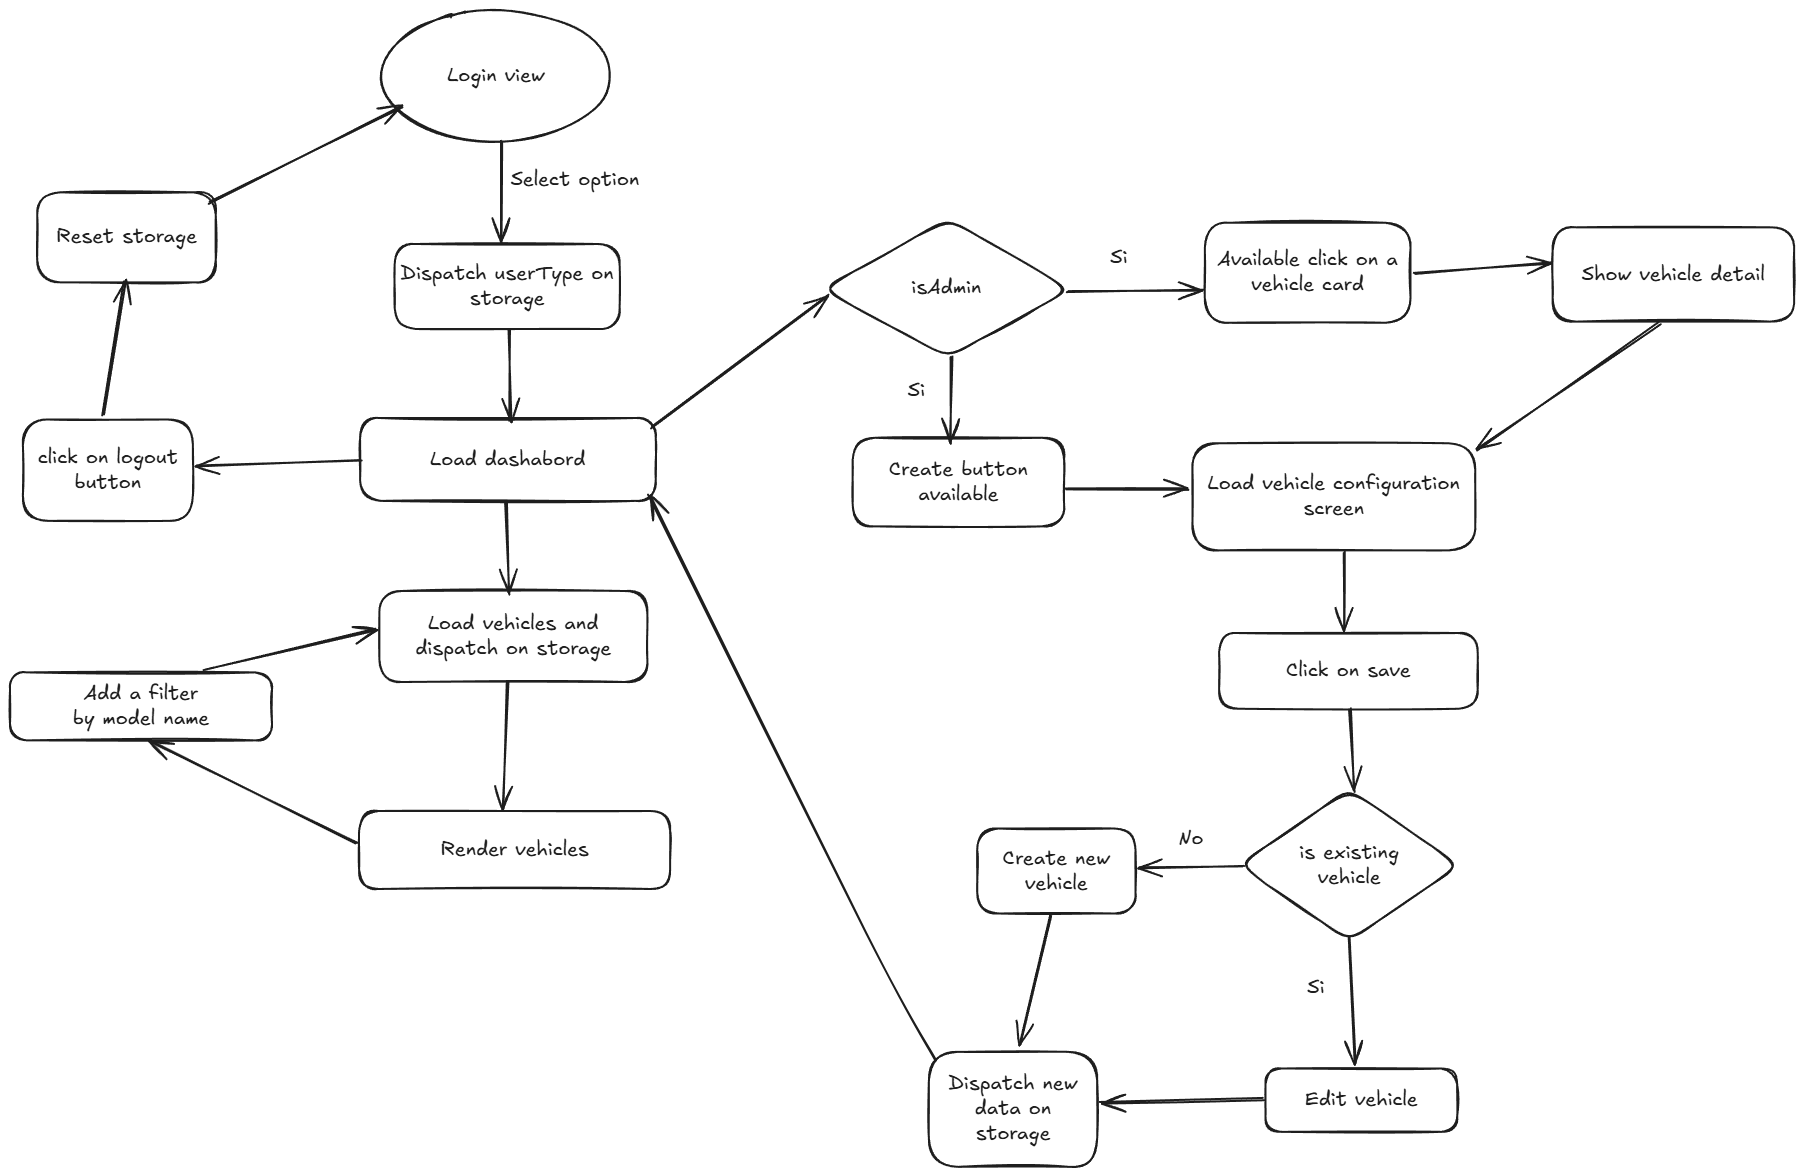 Login view
Select option
Reset storage
Dispatch userType on
storage
isAdmin
Si
Available click on a
vehicle card
Show vehicle detail
Si
click on logout
button
Load dashabord
Create button
available
Load vehicle configuration
screen
Load vehicles and
dispatch on storage
Click on save
Add a filter
by model name
Render vehicles
No
Create new
vehicle
is existing
vehicle
Si
Dispatch new
data on
storage
Edit vehicle